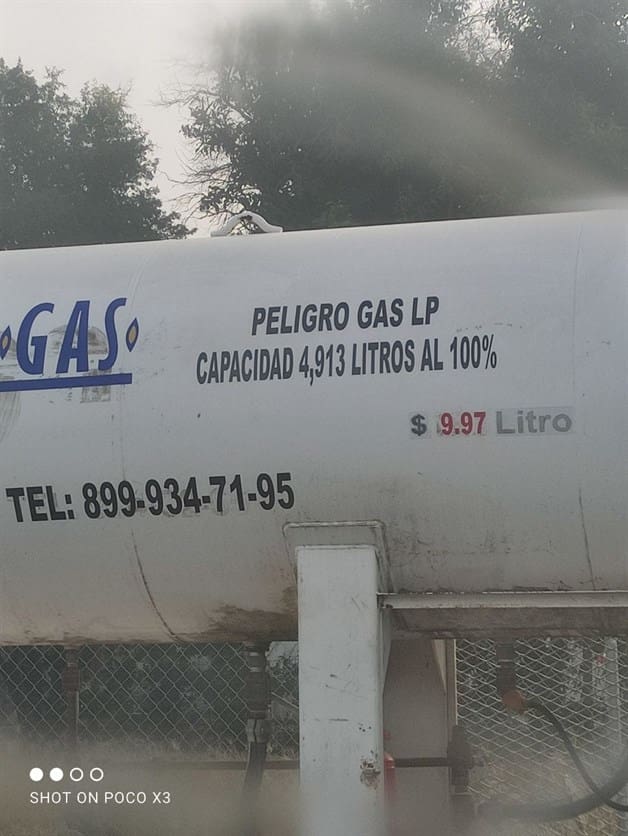 GAS
PELIGRO GAS LP
CAPACIDAD 4,913 LITROS AL 100%
$ 9.97 Litro
TEL: 899-934-71-95
SHOT ON POCO X3